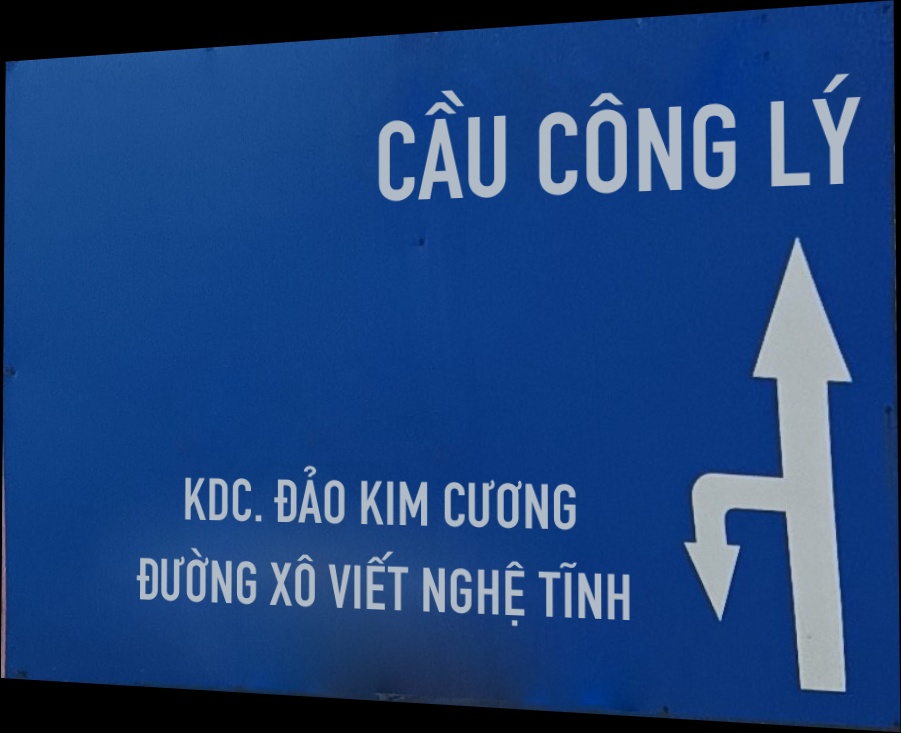 CẦU CÔNG LÝ
KDC. ĐẢO KIM CƯƠNG
ĐƯỜNG XÔ VIẾT NGHỆ TĨNH